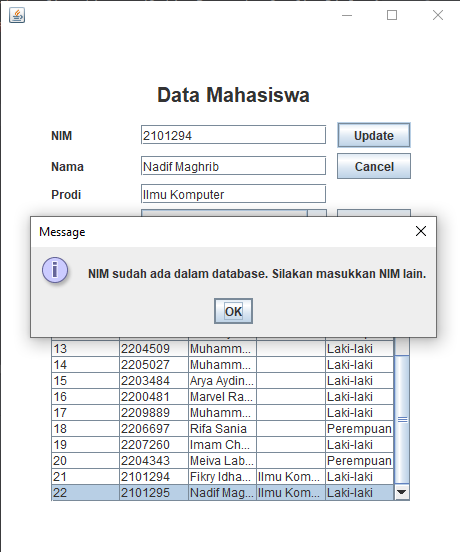 Data Mahasiswa
NIM 2101294 Update
Nama Nadif Maghrib Cancel
Prodi Ilmu Komputer
Message
NIM sudah ada dalam database. Silakan masukkan NIM lain.
OK
13 2204509 Muhamm... Laki-laki
14 2205027 Muhamm... Laki-laki
15 2203484 Arya Aydin... Laki-laki
16 2200481 Marvel Ra... Laki-laki
17 2209889 Muhamm... Laki-laki
18 2206697 Rifa Sania Perempuan
19 2207260 Imam Ch... Laki-laki
20 2204343 Meiva Lab... Perempuan
21 2101294 Fikry Idha... Ilmu Kom... Laki-laki
22 2101295 Nadif Mag... Ilmu Kom... Laki-laki